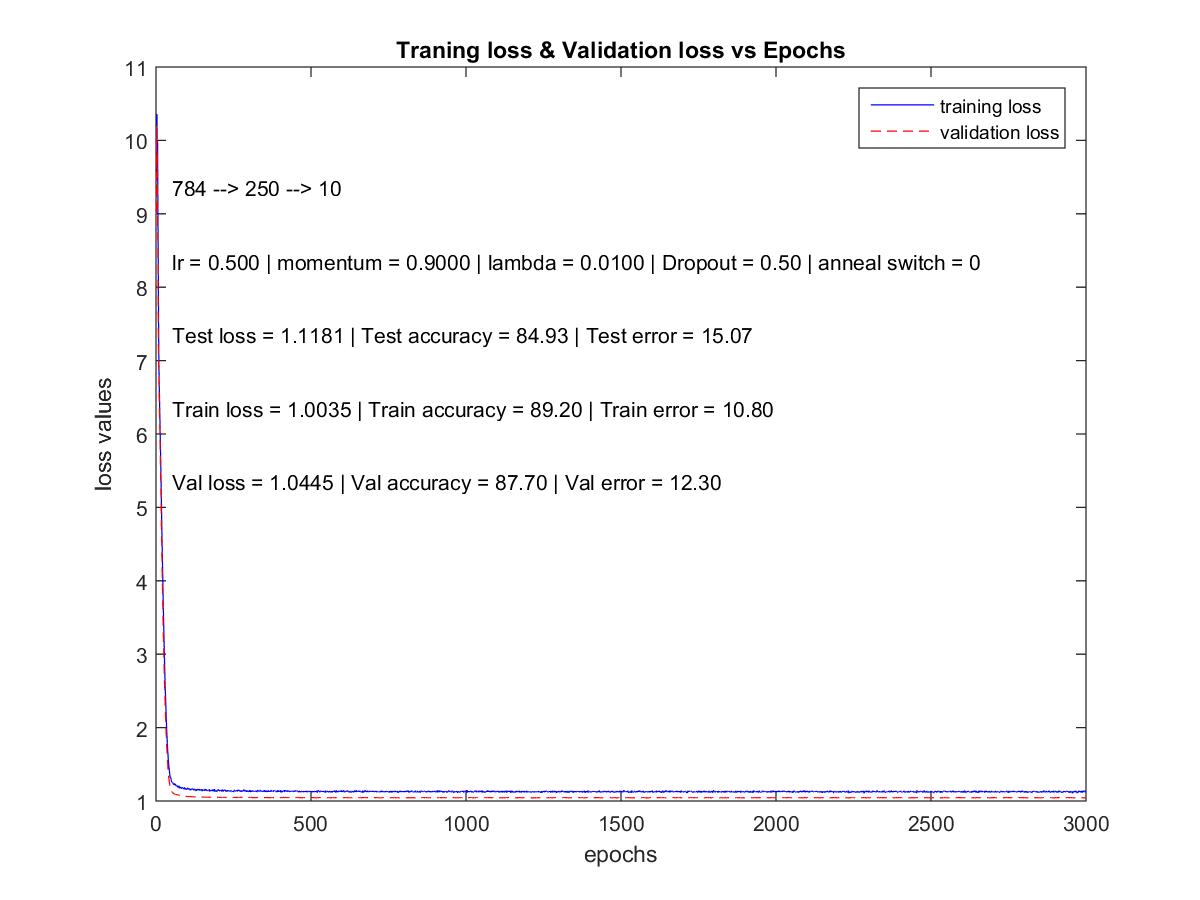 Traning loss & Validation loss vs Epochs
11
10
9
8
7
6
5
4
3
2
1
loss values
training loss
validation loss
784 --> 250 --> 10
lr = 0.500 | momentum = 0.9000 | lambda = 0.0100 | Dropout = 0.50 | anneal switch = 0
Test loss = 1.1181 | Test accuracy = 84.93 | Test error = 15.07
Train loss = 1.0035 | Train accuracy = 89.20 | Train error = 10.80
Val loss = 1.0445 | Val accuracy = 87.70 | Val error = 12.30
0 500 1000 1500 2000 2500 3000
epochs